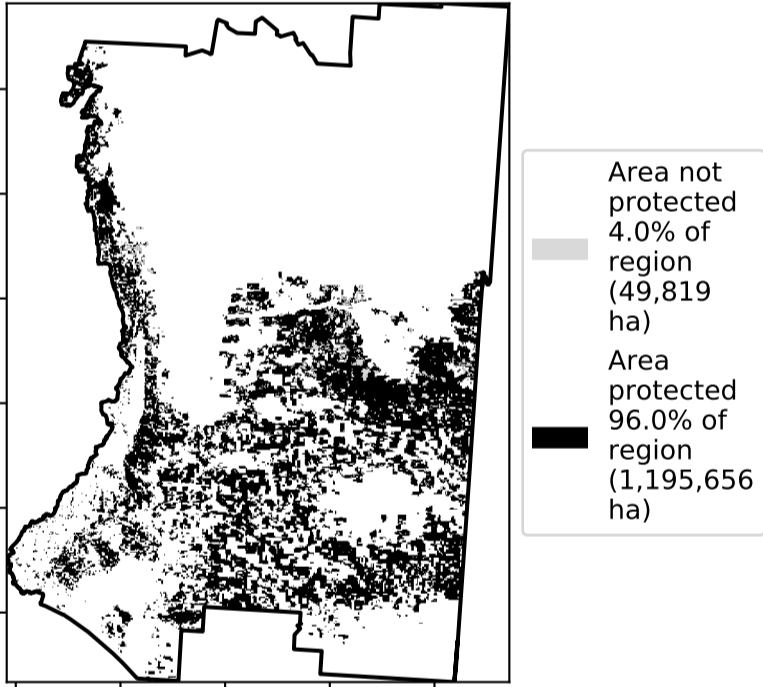 Area not
protected
4.0% of
region
(49,819
ha)
Area
protected
96.0% of
region
(1,195,656
ha)